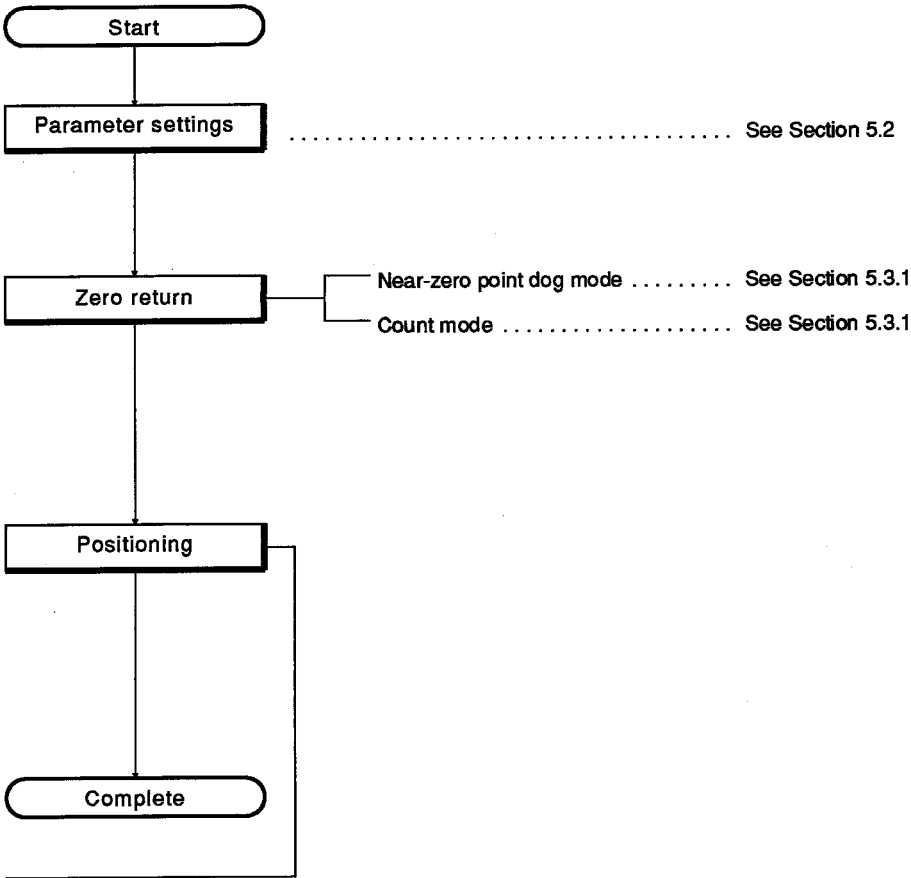 Start
Parameter settings ..................................... See Section 5.2
Zero return
Near-zero point dog mode ......... See Section 5.3.1
Count mode .................... See Section 5.3.1
Positioning
Complete